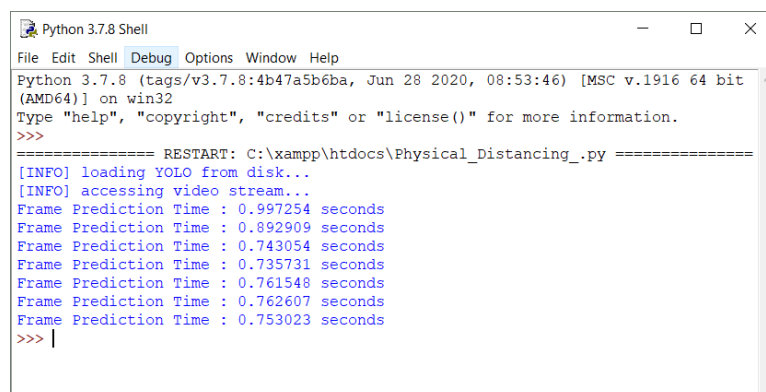 Python 3.7.8 Shell
File Edit Shell Debug Options Window Help
Python 3.7.8 (tags/v3.7.8:4b47a5b6ba, Jun 28 2020, 08:53:46) [MSC v.1916 64 bit
(AMD64)] on win32
Type "help", "copyright", "credits" or "license()" for more information.
>>>
=============== RESTART: C:\xampp\htdocs\Physical_Distancing_.py ===============
[INFO] loading YOLO from disk...
[INFO] accessing video stream...
Frame Prediction Time : 0.997254 seconds
Frame Prediction Time : 0.892909 seconds
Frame Prediction Time : 0.743054 seconds
Frame Prediction Time : 0.735731 seconds
Frame Prediction Time : 0.761548 seconds
Frame Prediction Time : 0.762607 seconds
Frame Prediction Time : 0.753023 seconds
>>>